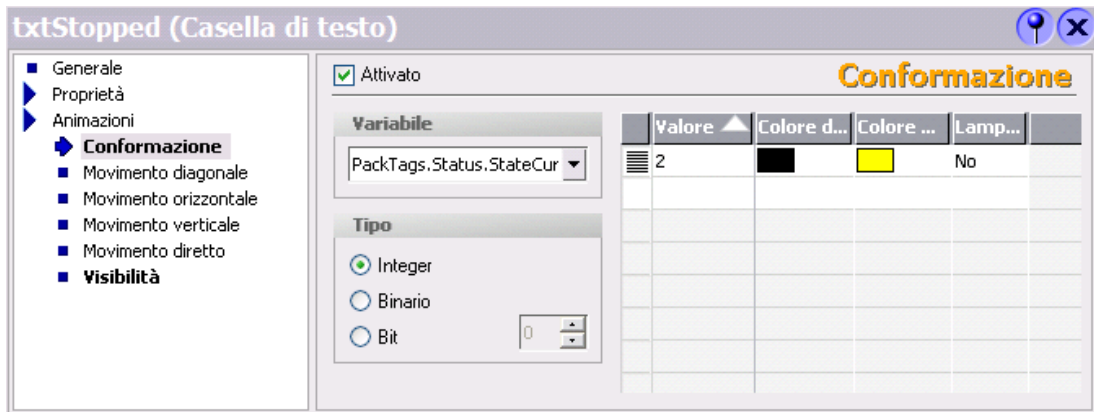 txtStopped (Casella di testo)
Generale
Proprietà
Animazioni
Conformazione
Movimento diagonale
Movimento orizzontale
Movimento verticale
Movimento diretto
Visibilità
Attivato
Conformazione
Variabile
PackTags.Status.StateCur
Tipo
Integer
Binario
Bit
0
Valore Colore d... Colore ... Lamp...
2 No